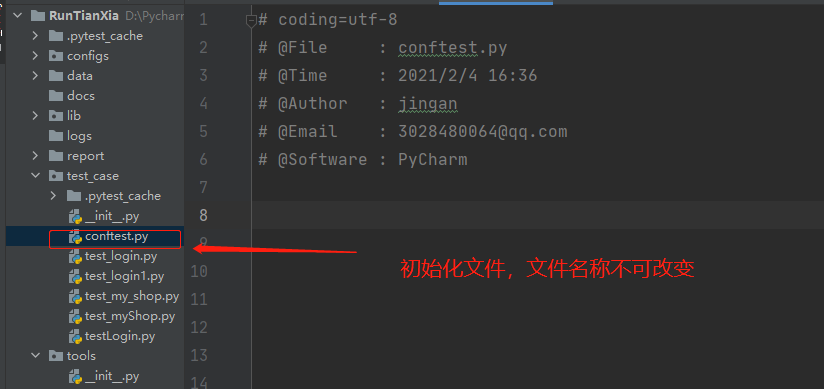 RunTianXia D:\Pycharr
.pytest_cache
configs
data
docs
lib
logs
report
test_case
.pytest_cache
__init__.py
conftest.py
test_login.py
test_login1.py
test_my_shop.py
test_myShop.py
testLogin.py
tools
__init__.py
1 # coding=utf-8
2 # @File : conftest.py
3 # @Time : 2021/2/4 16:36
4 # @Author : jingan
5 # @Email : 3028480064@qq.com
6 # @Software : PyCharm
7
8
9
10
11
12
13
14
初始化文件，文件名称不可改变